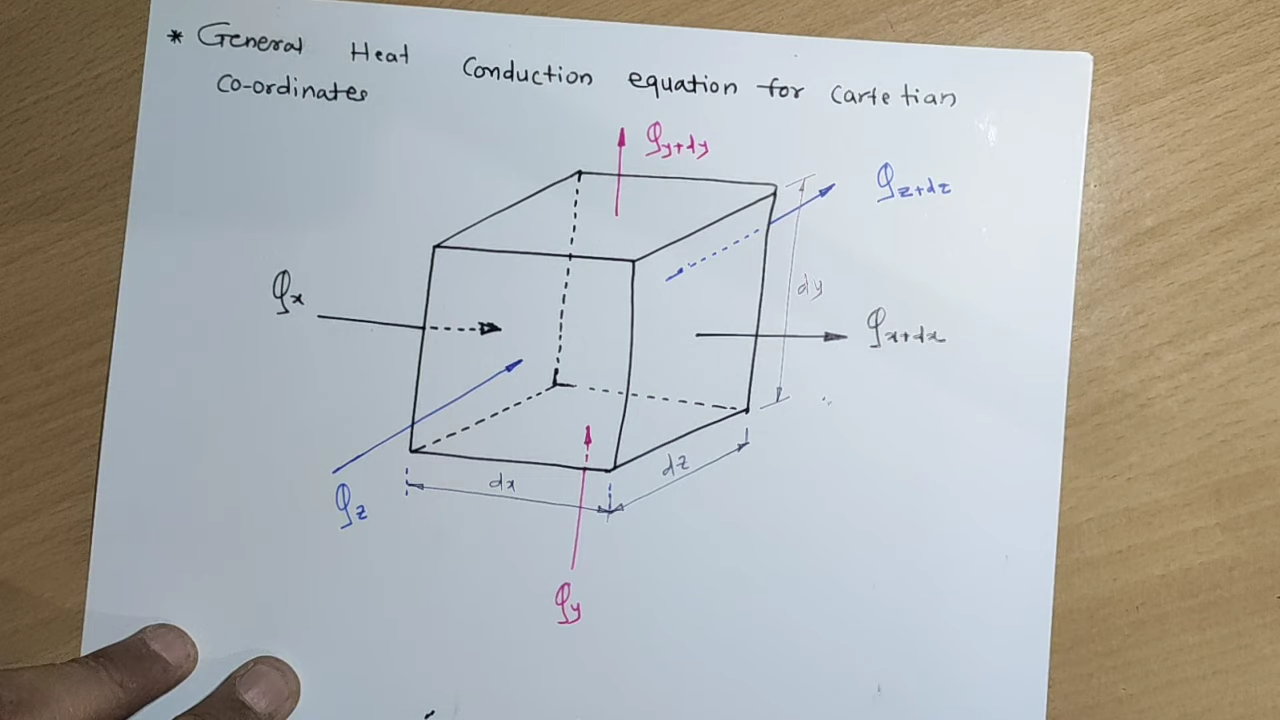 * General Heat Conduction equation for cartetian
Co-ordinates
Qy+dy
Qz+dz
Qx
dy
Qx+dx
dz
dx
Qz
Qy